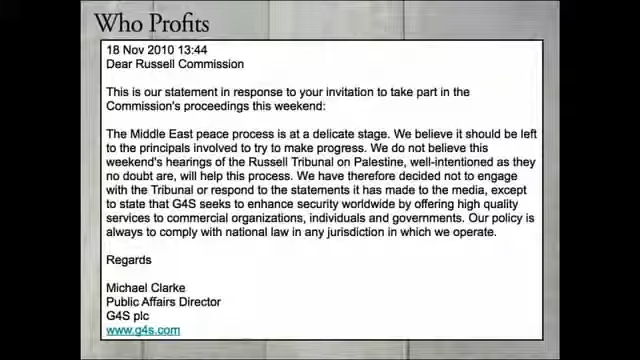 Who Profits
18 Nov 2010 13:44
Dear Russell Commission
This is our statement in response to your invitation to take part in the
Commission's proceedings this weekend:
The Middle East peace process is at a delicate stage. We believe it should be left
to the principals involved to try to make progress. We do not believe this
weekend's hearings of the Russell Tribunal on Palestine, well-intentioned as they
no doubt are, will help this process. We have therefore decided not to engage
with the Tribunal or respond to the statements it has made to the media, except
to state that G4S seeks to enhance security worldwide by offering high quality
services to commercial organizations, individuals and governments. Our policy is
always to comply with national law in any jurisdiction in which we operate.
Regards
Michael Clarke
Public Affairs Director
G4S plc
www.g4s.com